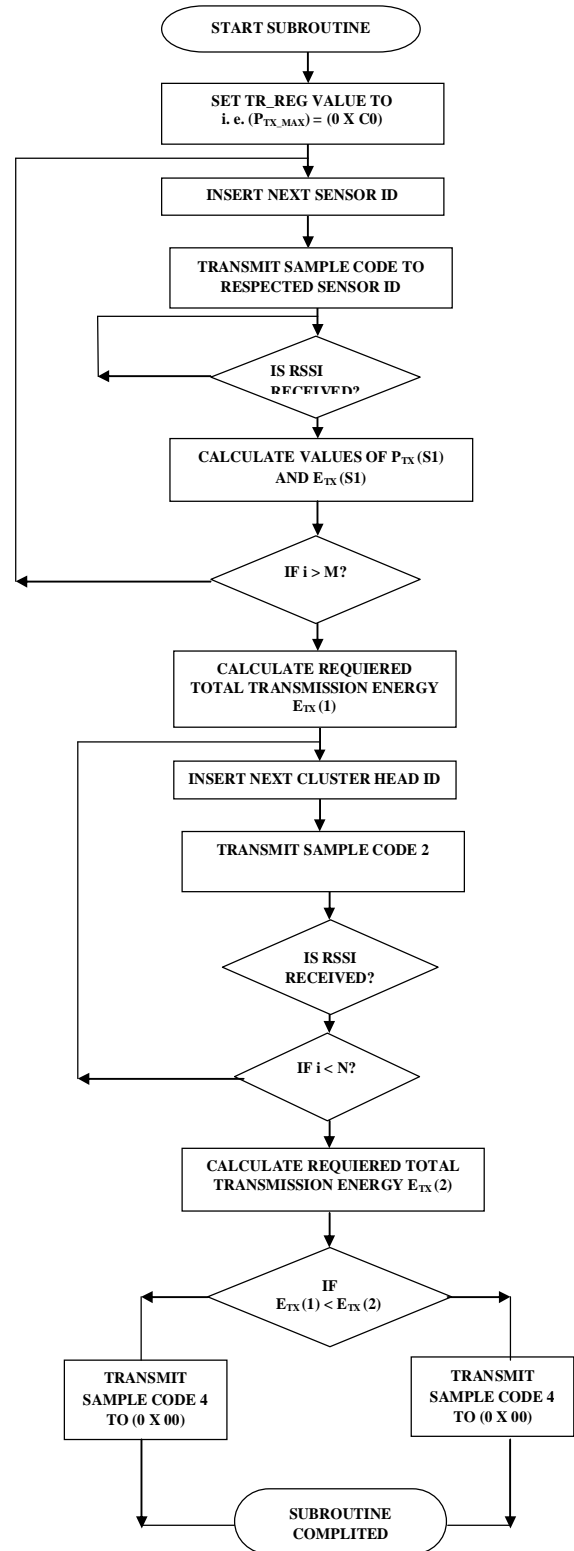 START SUBROUTINE
SET TR_REG VALUE TO
i. e. (PTX_MAX) = (0 X C0)
INSERT NEXT SENSOR ID
TRANSMIT SAMPLE CODE TO
RESPECTED SENSOR ID
IS RSSI
RECEIVED?
CALCULATE VALUES OF PTX (S1)
AND ETX (S1)
IF i > M?
CALCULATE REQUIERED
TOTAL TRANSMISSION ENERGY
ETX (1)
INSERT NEXT CLUSTER HEAD ID
TRANSMIT SAMPLE CODE 2
IS RSSI
RECEIVED?
IF i < N?
CALCULATE REQUIERED TOTAL
TRANSMISSION ENERGY ETX (2)
IF
ETX (1) < ETX (2)
TRANSMIT
SAMPLE CODE 4
TO (0 X 00)
TRANSMIT
SAMPLE CODE 4
TO (0 X 00)
SUBROUTINE
COMPLITED